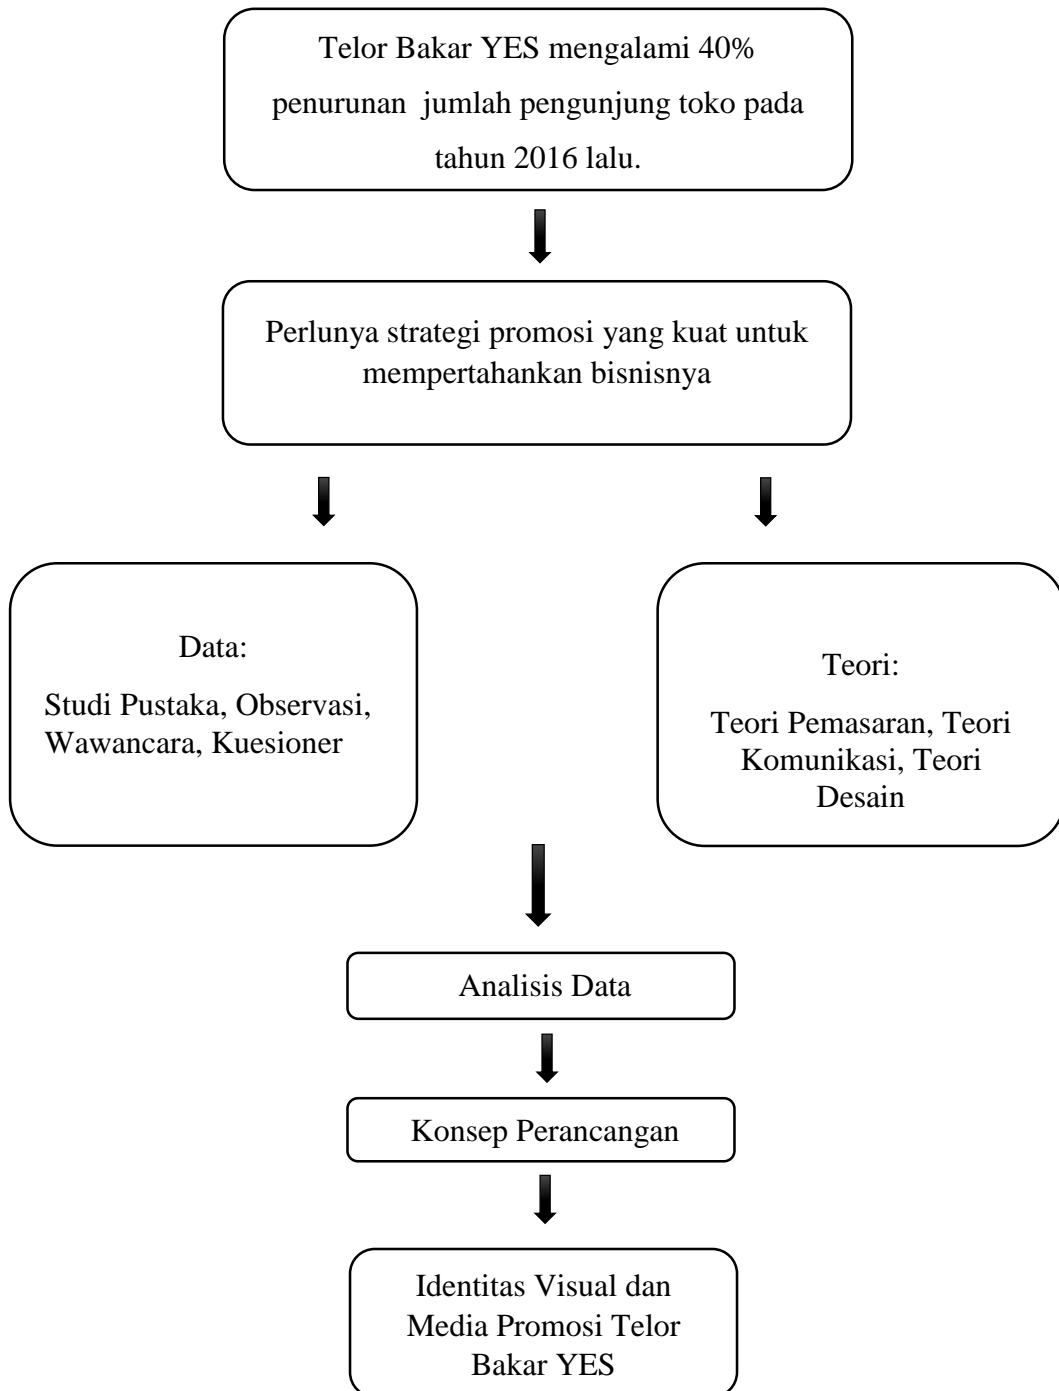 Telor Bakar YES mengalami 40%
penurunan jumlah pengunjung toko pada
tahun 2016 lalu.
Perlunya strategi promosi yang kuat untuk
mempertahankan bisnisnya
Data:
Studi Pustaka, Observasi,
Wawancara, Kuesioner
Teori:
Teori Pemasaran, Teori
Komunikasi, Teori
Desain
Analisis Data
Konsep Perancangan
Identitas Visual dan
Media Promosi Telor
Bakar YES